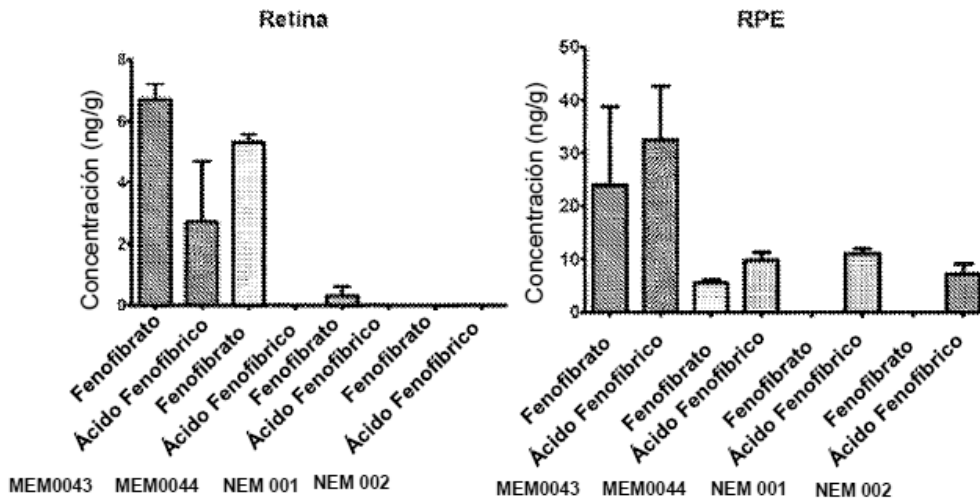 Retina
Concentración (ng/g)
8
6
4
2
0
Fenofibrato
Ácido Fenofíbrico
Fenofibrato
Ácido Fenofíbrico
Fenofibrato
Ácido Fenofíbrico
Fenofibrato
Ácido Fenofíbrico
MEM0043 MEM0044 NEM 001 NEM 002
RPE
Concentración (ng/g)
50
40
30
20
10
0
Fenofibrato
Ácido Fenofíbrico
Fenofibrato
Ácido Fenofíbrico
Fenofibrato
Ácido Fenofíbrico
Fenofibrato
Ácido Fenofíbrico
MEM0043 MEM0044 NEM 001 NEM 002